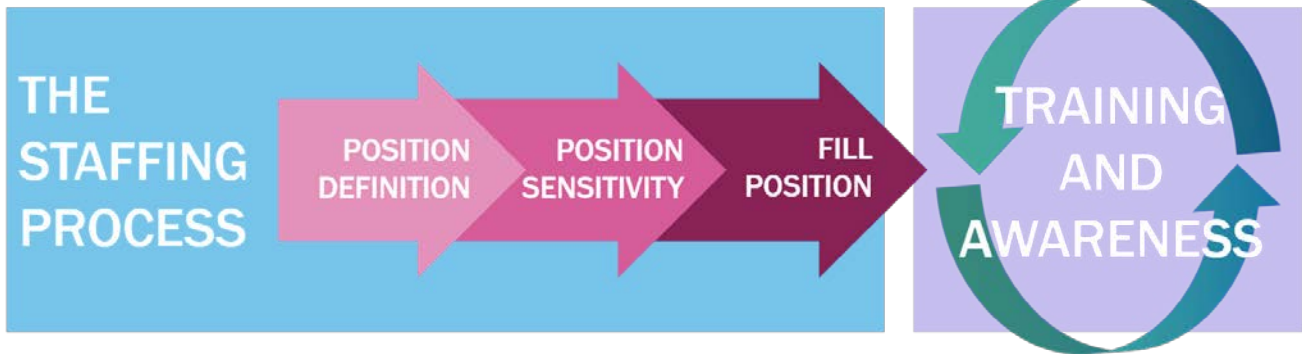 THE
STAFFING
PROCESS
POSITION
DEFINITION
POSITION
SENSITIVITY
FILL
POSITION
TRAINING
AND
AWARENESS